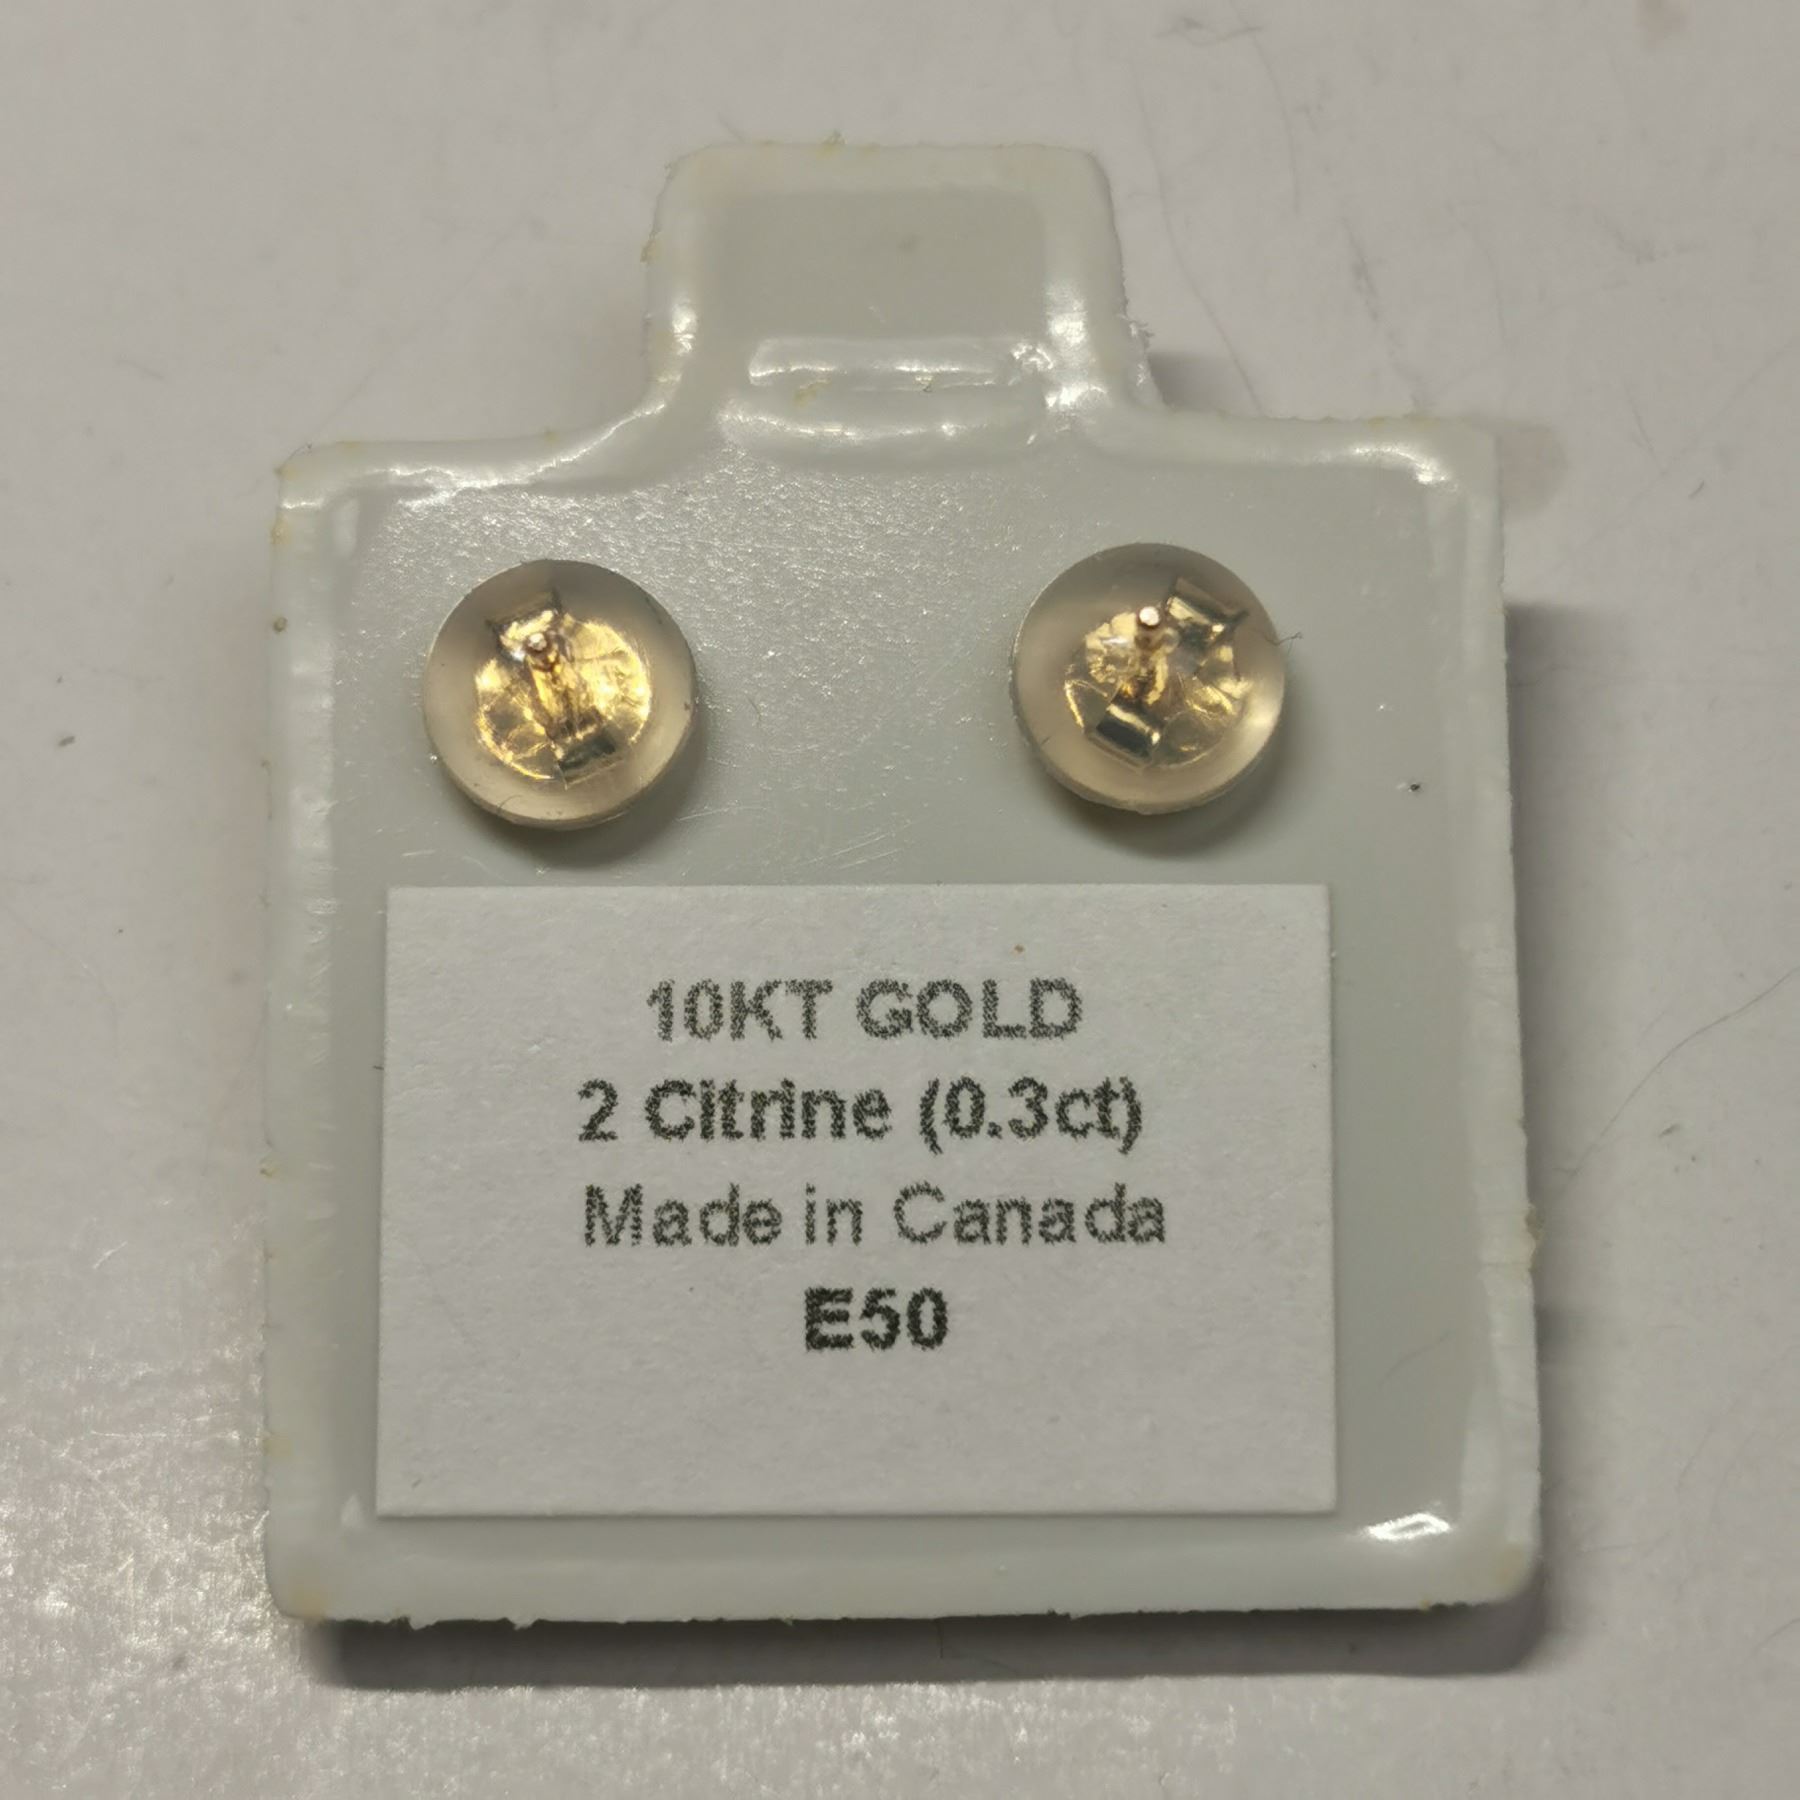 10KT GOLD
2 Citrine (0.3ct)
Made in Canada
E50